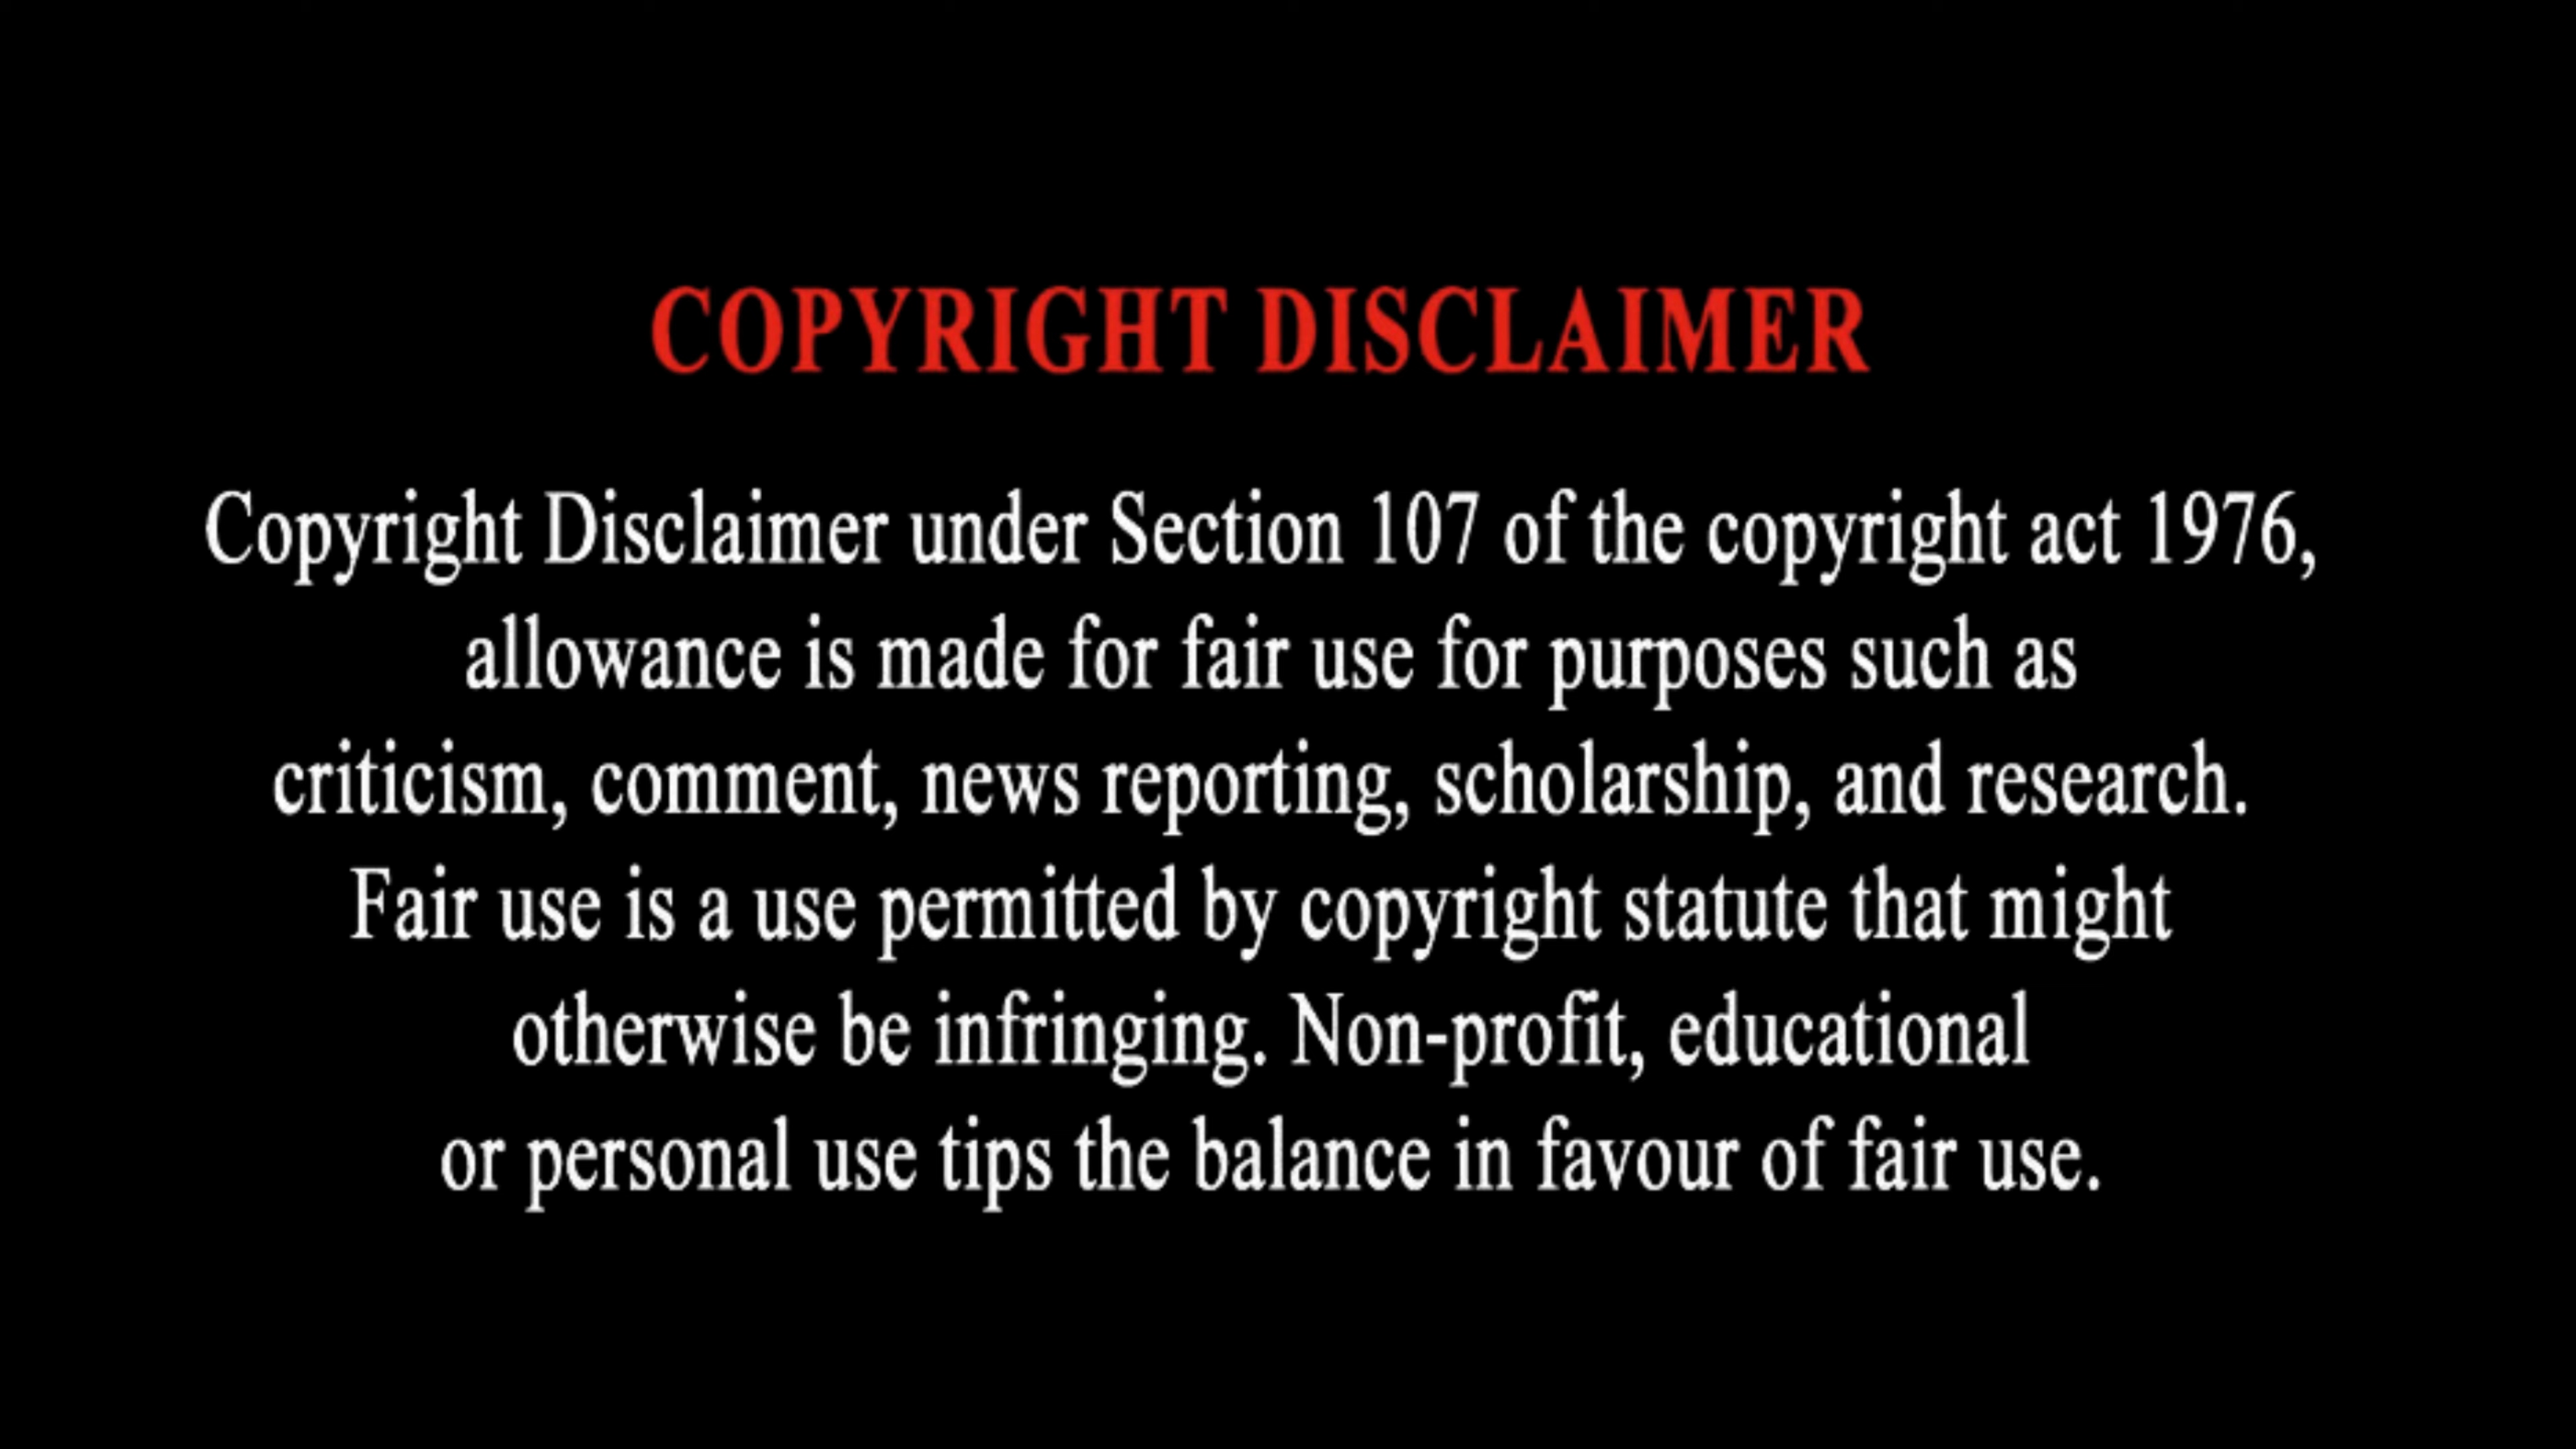 COPYRIGHT DISCLAIMER
Copyright Disclaimer under Section 107 of the copyright act 1976,
allowance is made for fair use for purposes such as
criticism, comment, news reporting, scholarship, and research.
Fair use is a use permitted by copyright statute that might
otherwise be infringing. Non-profit, educational
or personal use tips the balance in favour of fair use.